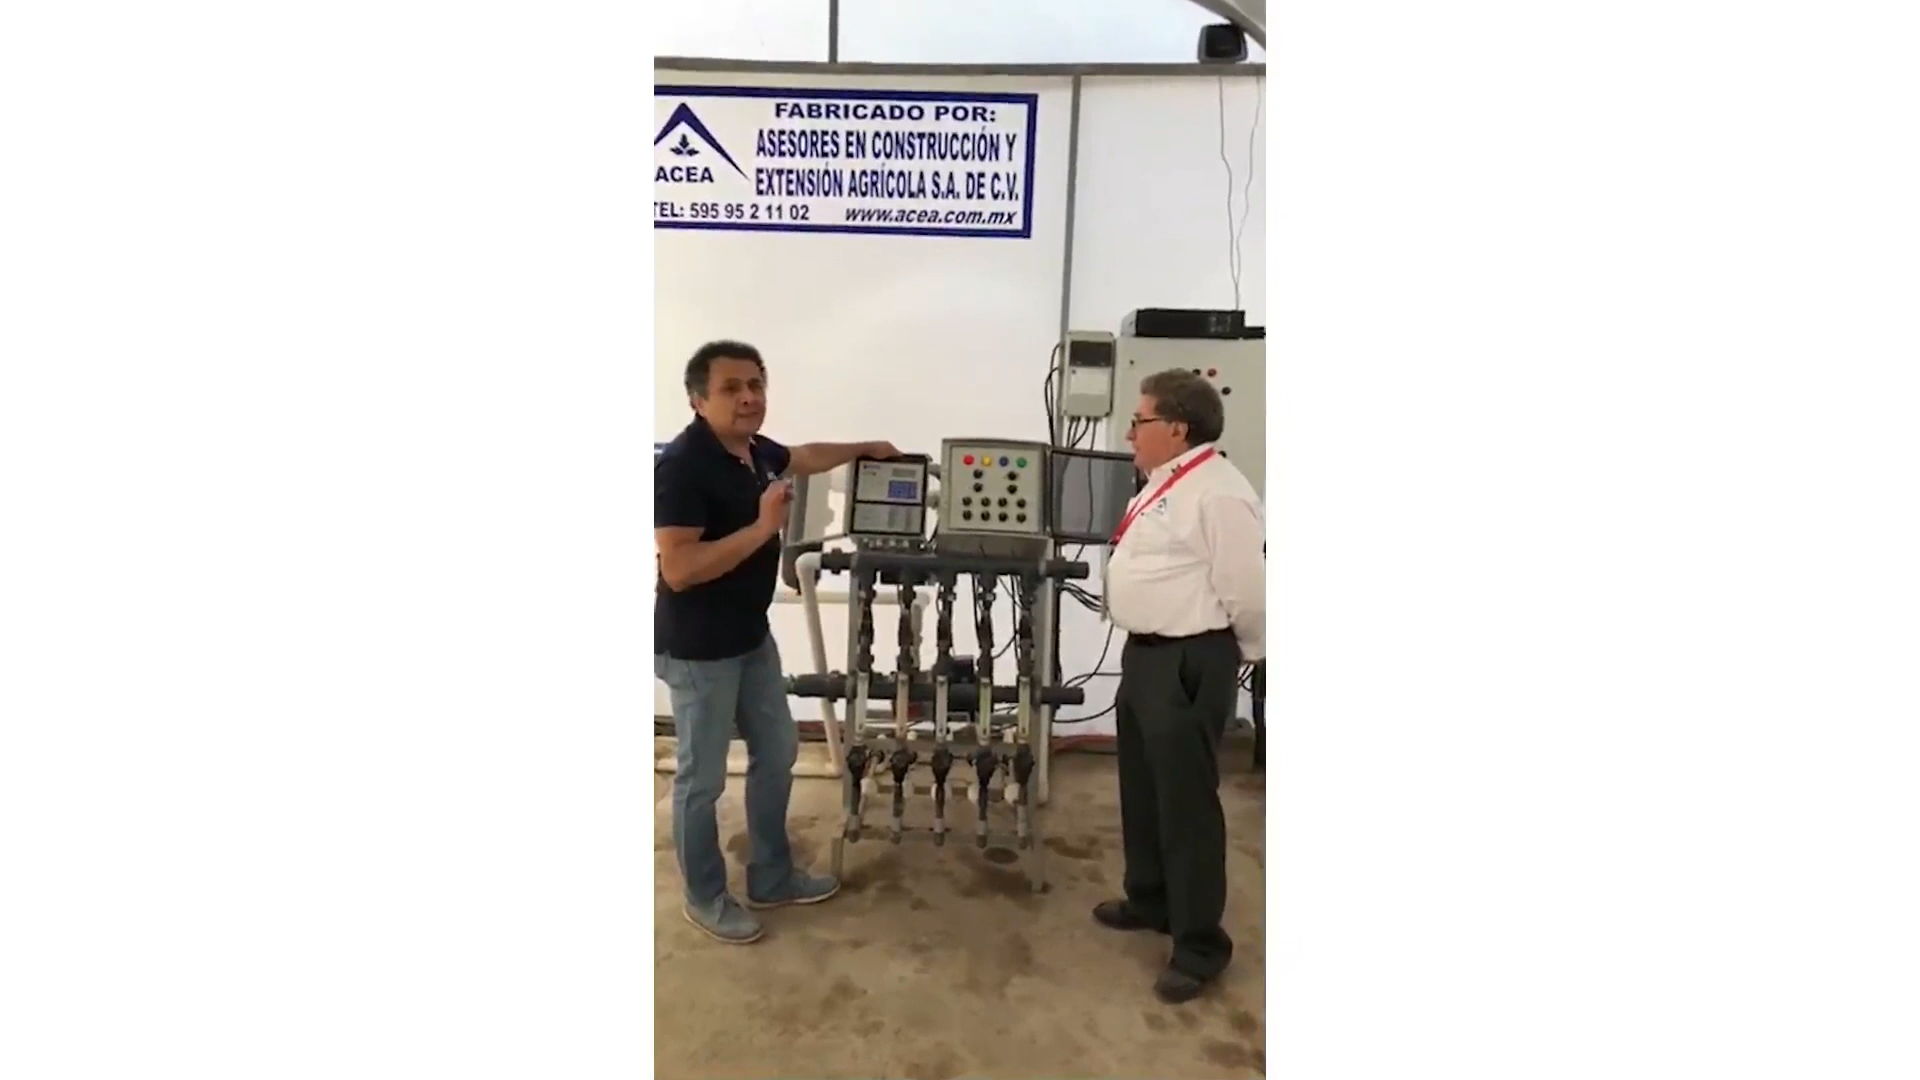 FABRICADO POR:
ASESORES EN CONSTRUCCIÓN Y
EXTENSIÓN AGRÍCOLA S.A. DE C.V.
ACEA
TEL: 595 95 2 11 02 www.acea.com.mx